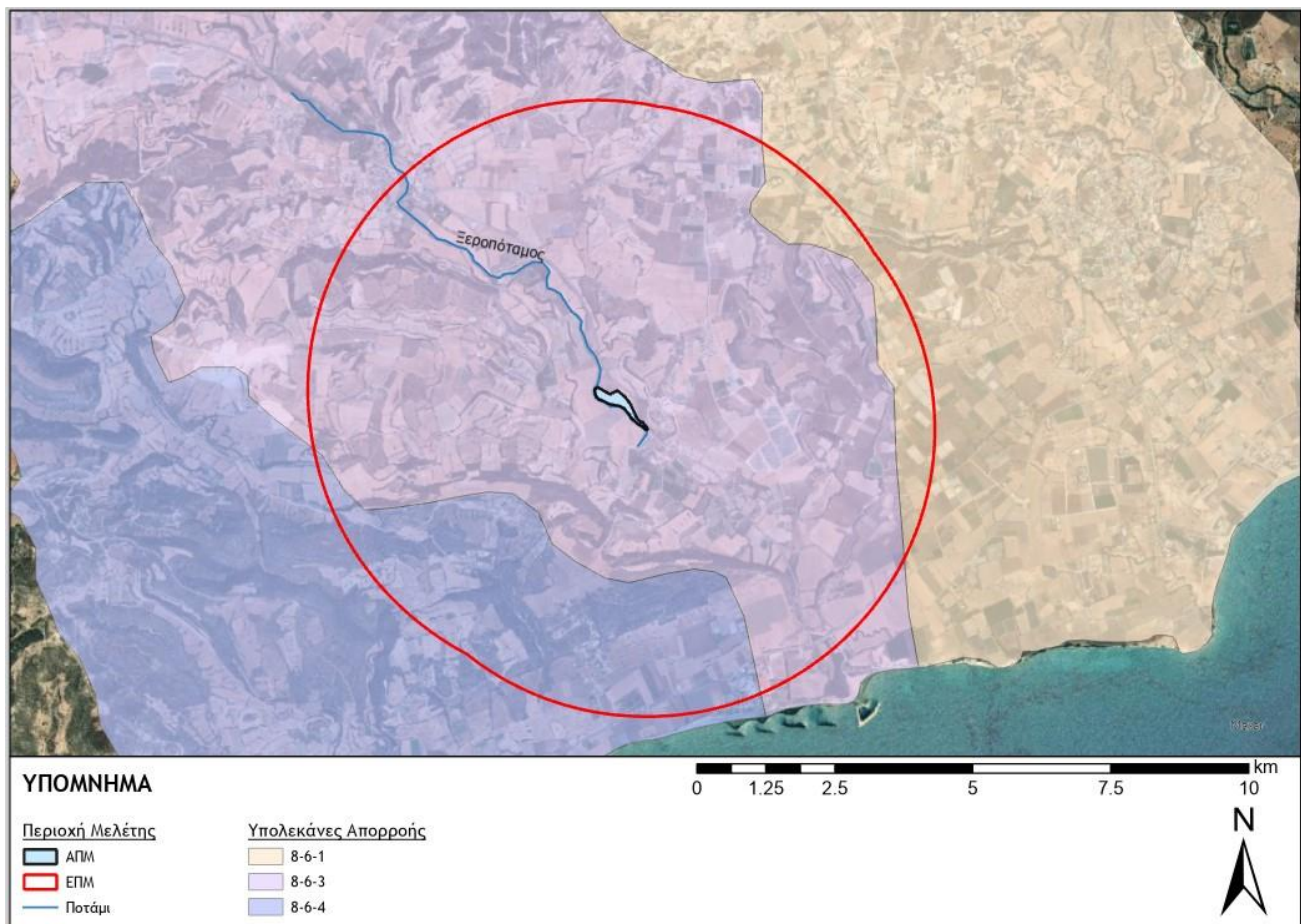 Ξεροπόταμος
Maxar
ΥΠΟΜΝΗΜΑ
km
0 1.25 2.5 5 7.5 10
Περιοχή Μελέτης
ΑΠΜ
ΕΠΜ
Ποτάμι
Υπολεκάνες Απορροής
8-6-1
8-6-3
8-6-4
N